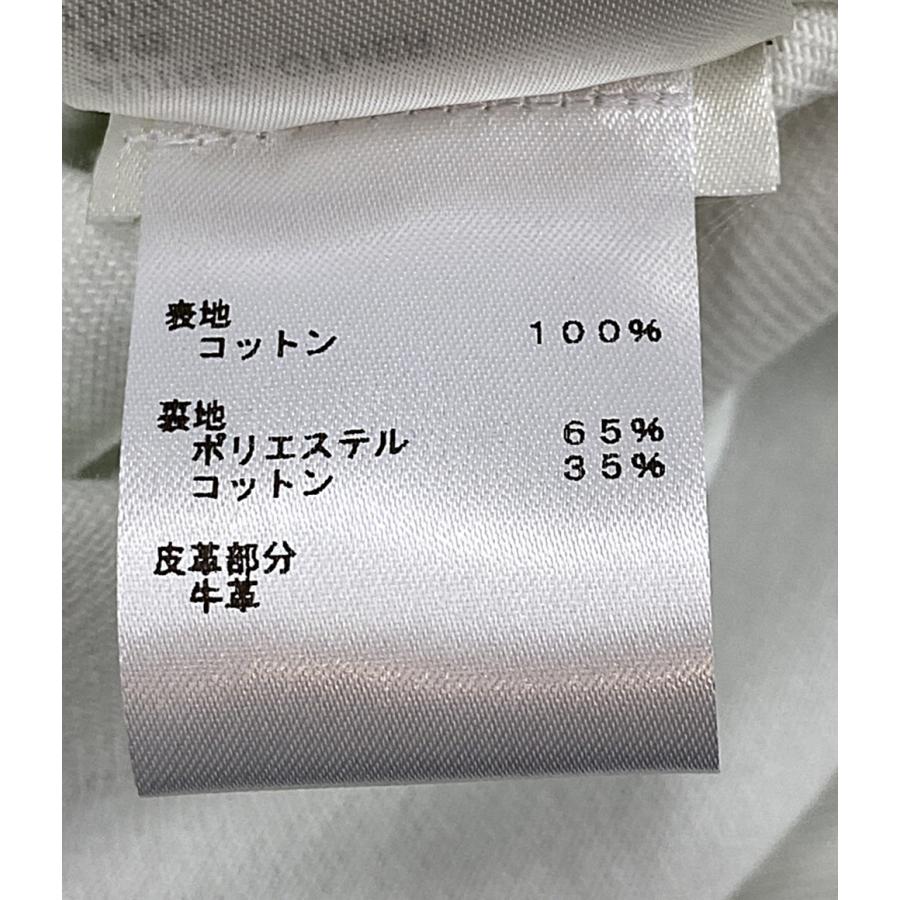 表地
コットン 100%
裏地
ポリエステル 65%
コットン 35%
皮革部分
牛革